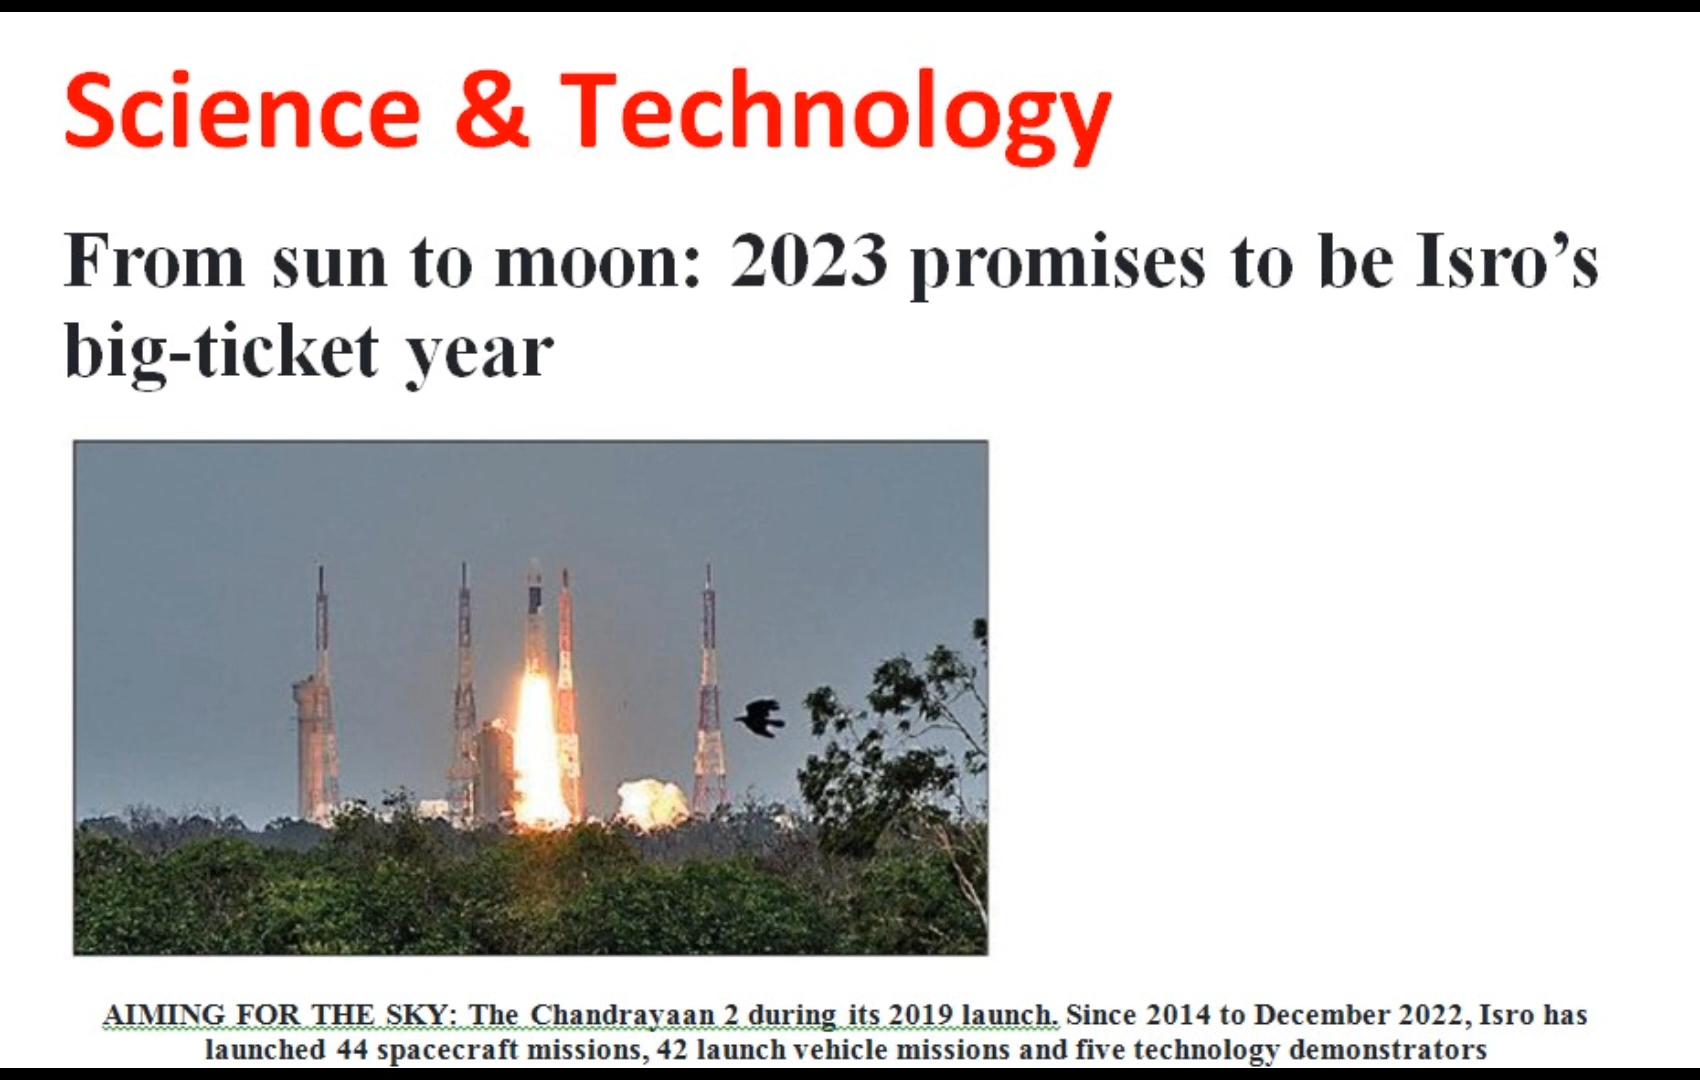 Science & Technology
From sun to moon: 2023 promises to be Isro’s
big-ticket year
AIMING FOR THE SKY: The Chandrayaan 2 during its 2019 launch. Since 2014 to December 2022, Isro has
launched 44 spacecraft missions, 42 launch vehicle missions and five technology demonstrators